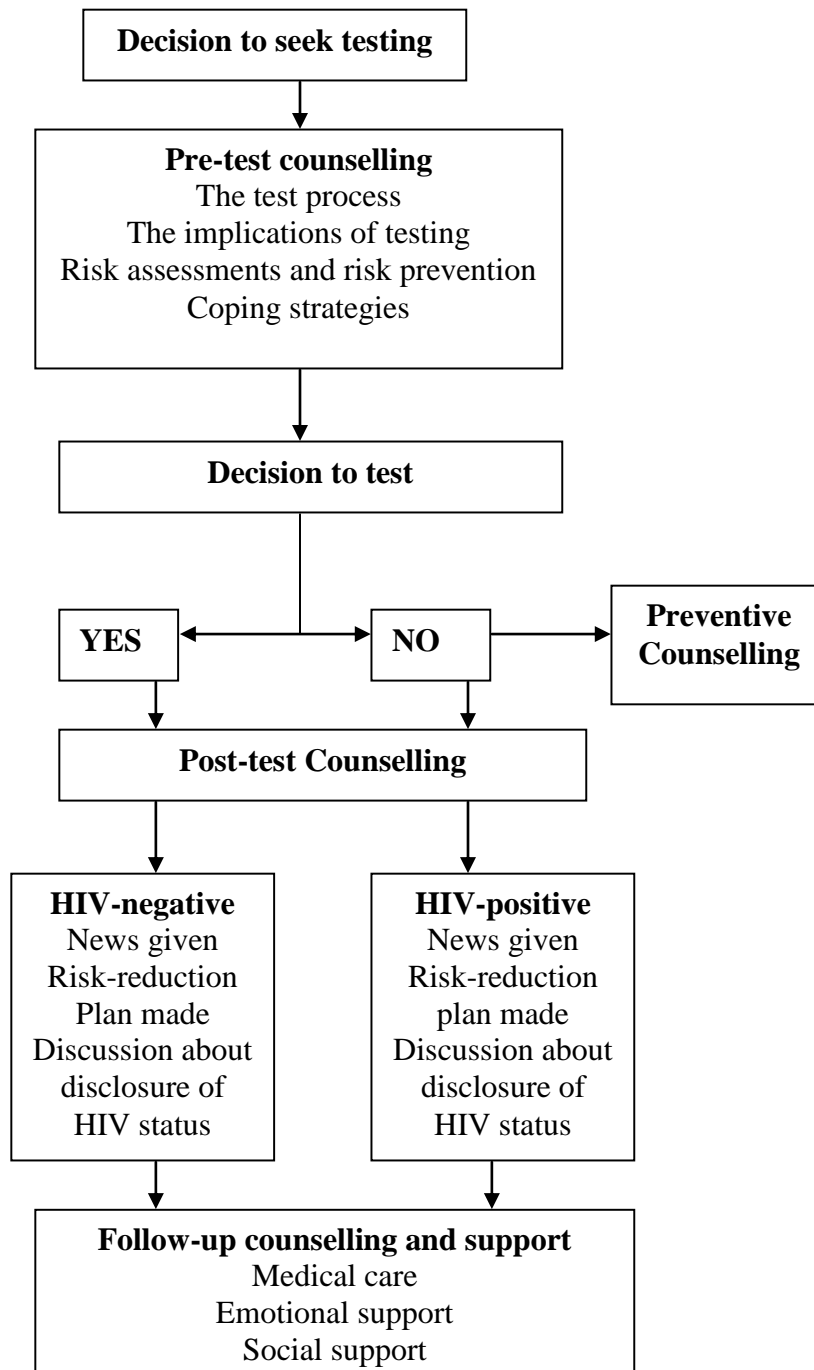 Decision to seek testing
Pre-test counselling
The test process
The implications of testing
Risk assessments and risk prevention
Coping strategies
Decision to test
YES
NO
Preventive
Counselling
Post-test Counselling
HIV-negative
News given
Risk-reduction
Plan made
Discussion about
disclosure of
HIV status
HIV-positive
News given
Risk-reduction
plan made
Discussion about
disclosure of
HIV status
Follow-up counselling and support
Medical care
Emotional support
Social support